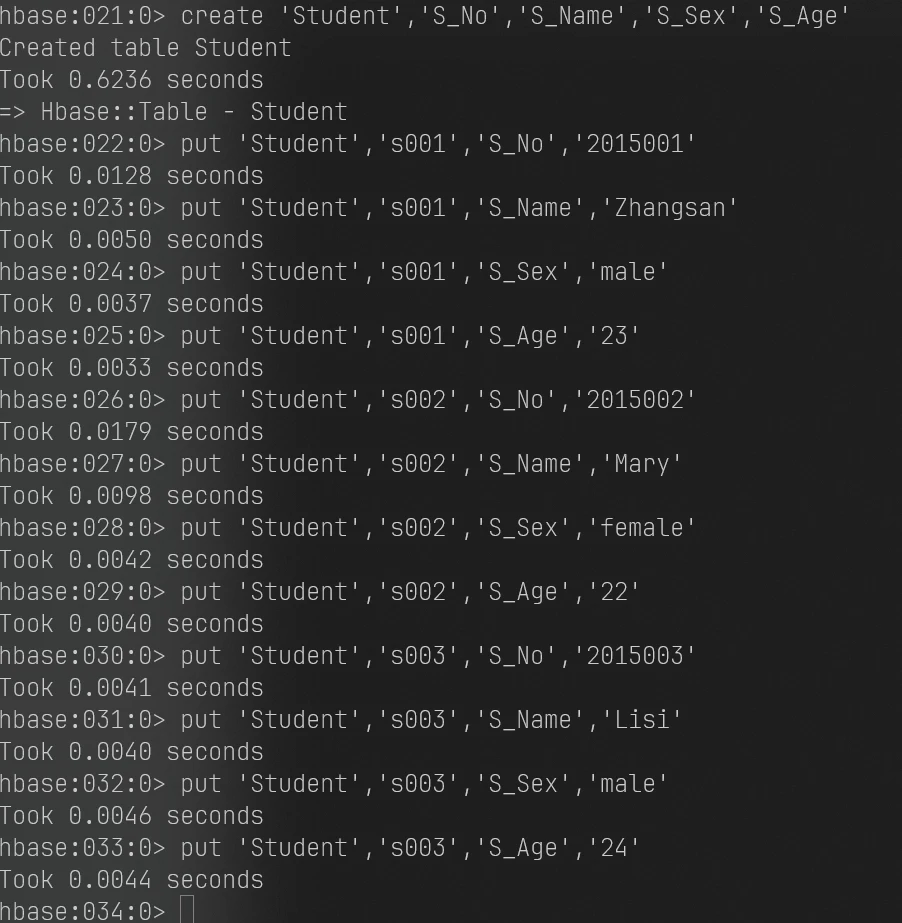 hbase:021:0> create 'Student','S_No','S_Name','S_Sex','S_Age'
Created table Student
Took 0.6236 seconds
=> Hbase::Table - Student
hbase:022:0> put 'Student','s001','S_No','2015001'
Took 0.0128 seconds
hbase:023:0> put 'Student','s001','S_Name','Zhangsan'
Took 0.0050 seconds
hbase:024:0> put 'Student','s001','S_Sex','male'
Took 0.0037 seconds
hbase:025:0> put 'Student','s001','S_Age','23'
Took 0.0033 seconds
hbase:026:0> put 'Student','s002','S_No','2015002'
Took 0.0179 seconds
hbase:027:0> put 'Student','s002','S_Name','Mary'
Took 0.0098 seconds
hbase:028:0> put 'Student','s002','S_Sex','female'
Took 0.0042 seconds
hbase:029:0> put 'Student','s002','S_Age','22'
Took 0.0040 seconds
hbase:030:0> put 'Student','s003','S_No','2015003'
Took 0.0041 seconds
hbase:031:0> put 'Student','s003','S_Name','Lisi'
Took 0.0040 seconds
hbase:032:0> put 'Student','s003','S_Sex','male'
Took 0.0046 seconds
hbase:033:0> put 'Student','s003','S_Age','24'
Took 0.0044 seconds
hbase:034:0>